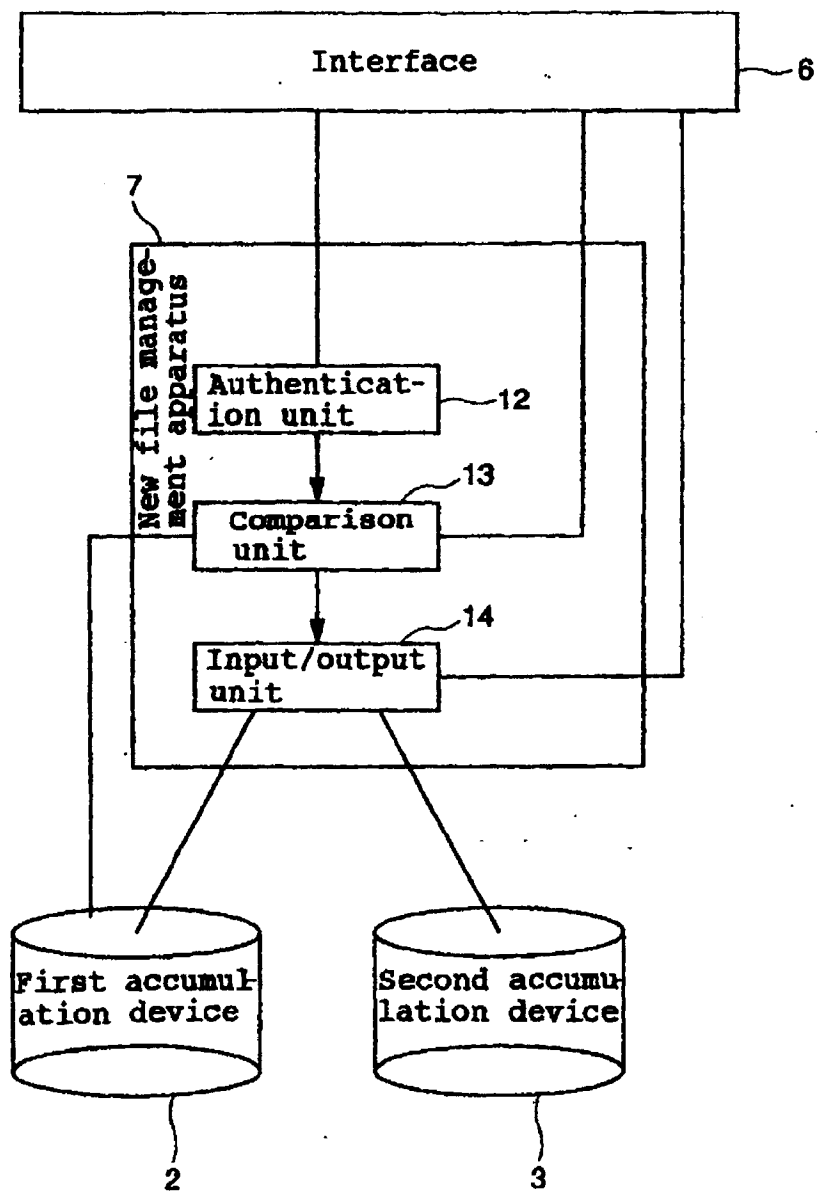 Interface
6
7
New file manage-
ment apparatus
Authenticat-
ion unit
12
13
Comparison
unit
14
Input/output
unit
First accumul-
ation device
Second accumu-
lation device
2
3